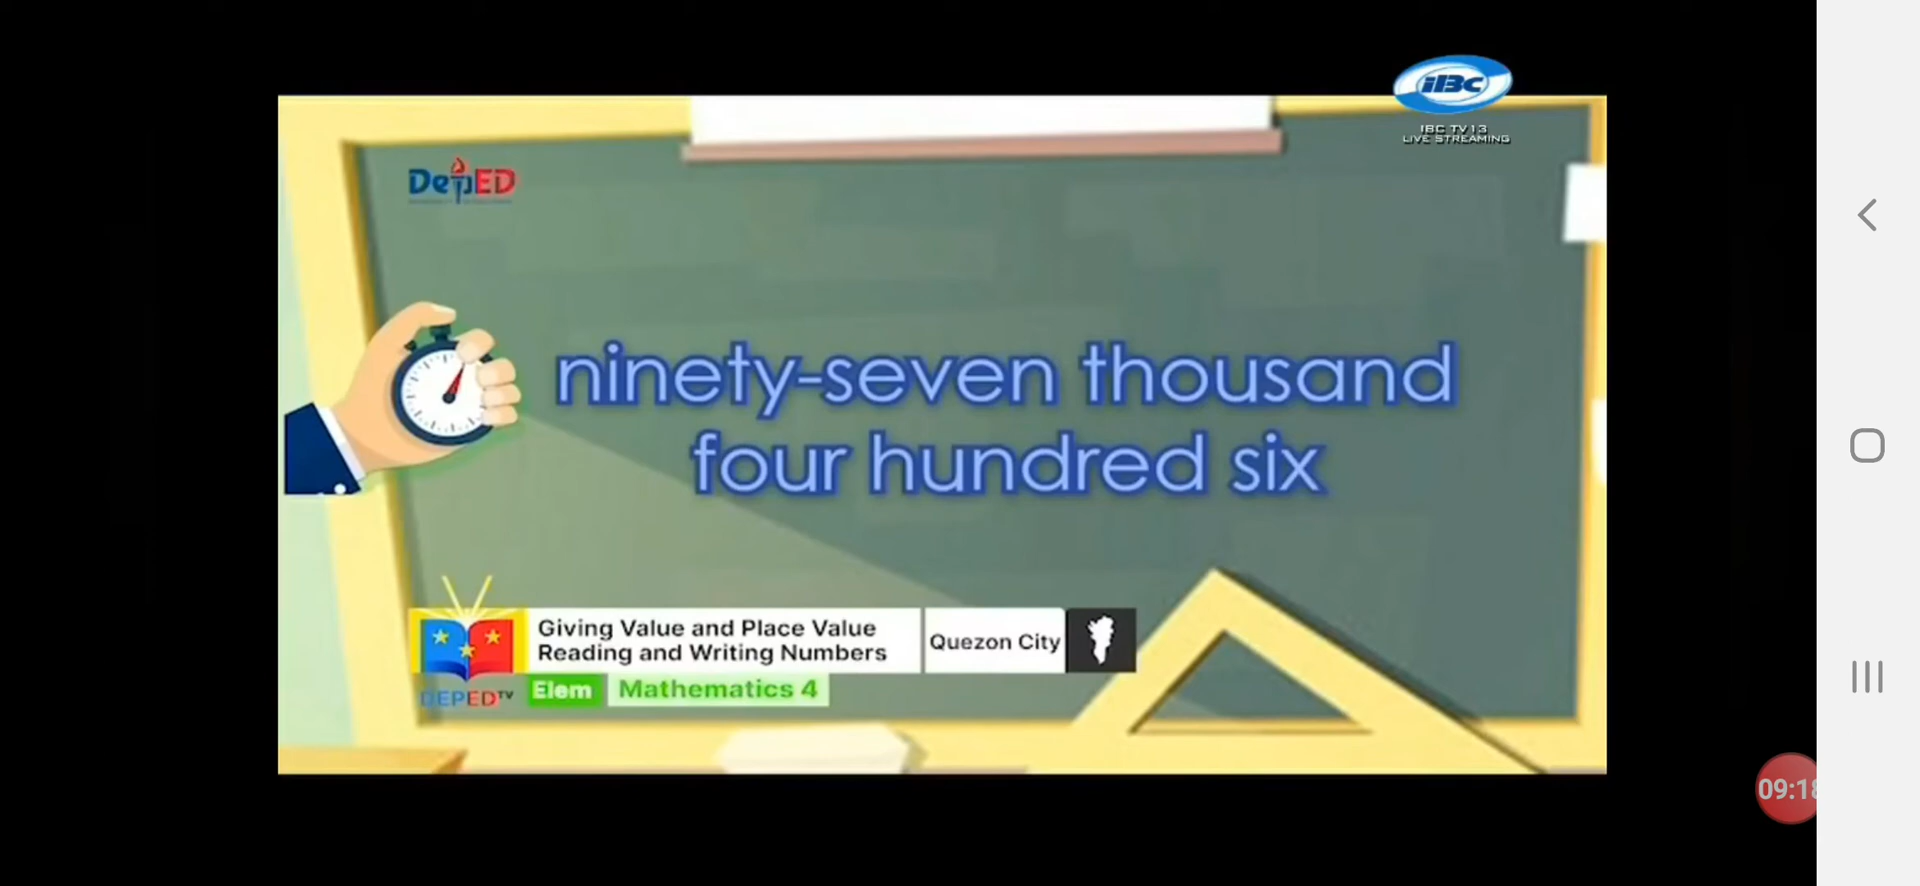 iBC
IBC TV 13
LIVE STREAMING
DepED
ninety-seven thousand
four hundred six
Giving Value and Place Value
Reading and Writing Numbers
Quezon City
DEPED TV
Elem
Mathematics 4
09:18